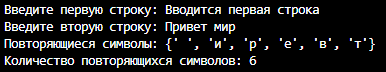 Введите первую строку: Вводится первая строка
Введите вторую строку: Привет мир
Повторяющиеся символы: {' ', 'и', 'р', 'е', 'в', 'т'}
Количество повторяющихся символов: 6